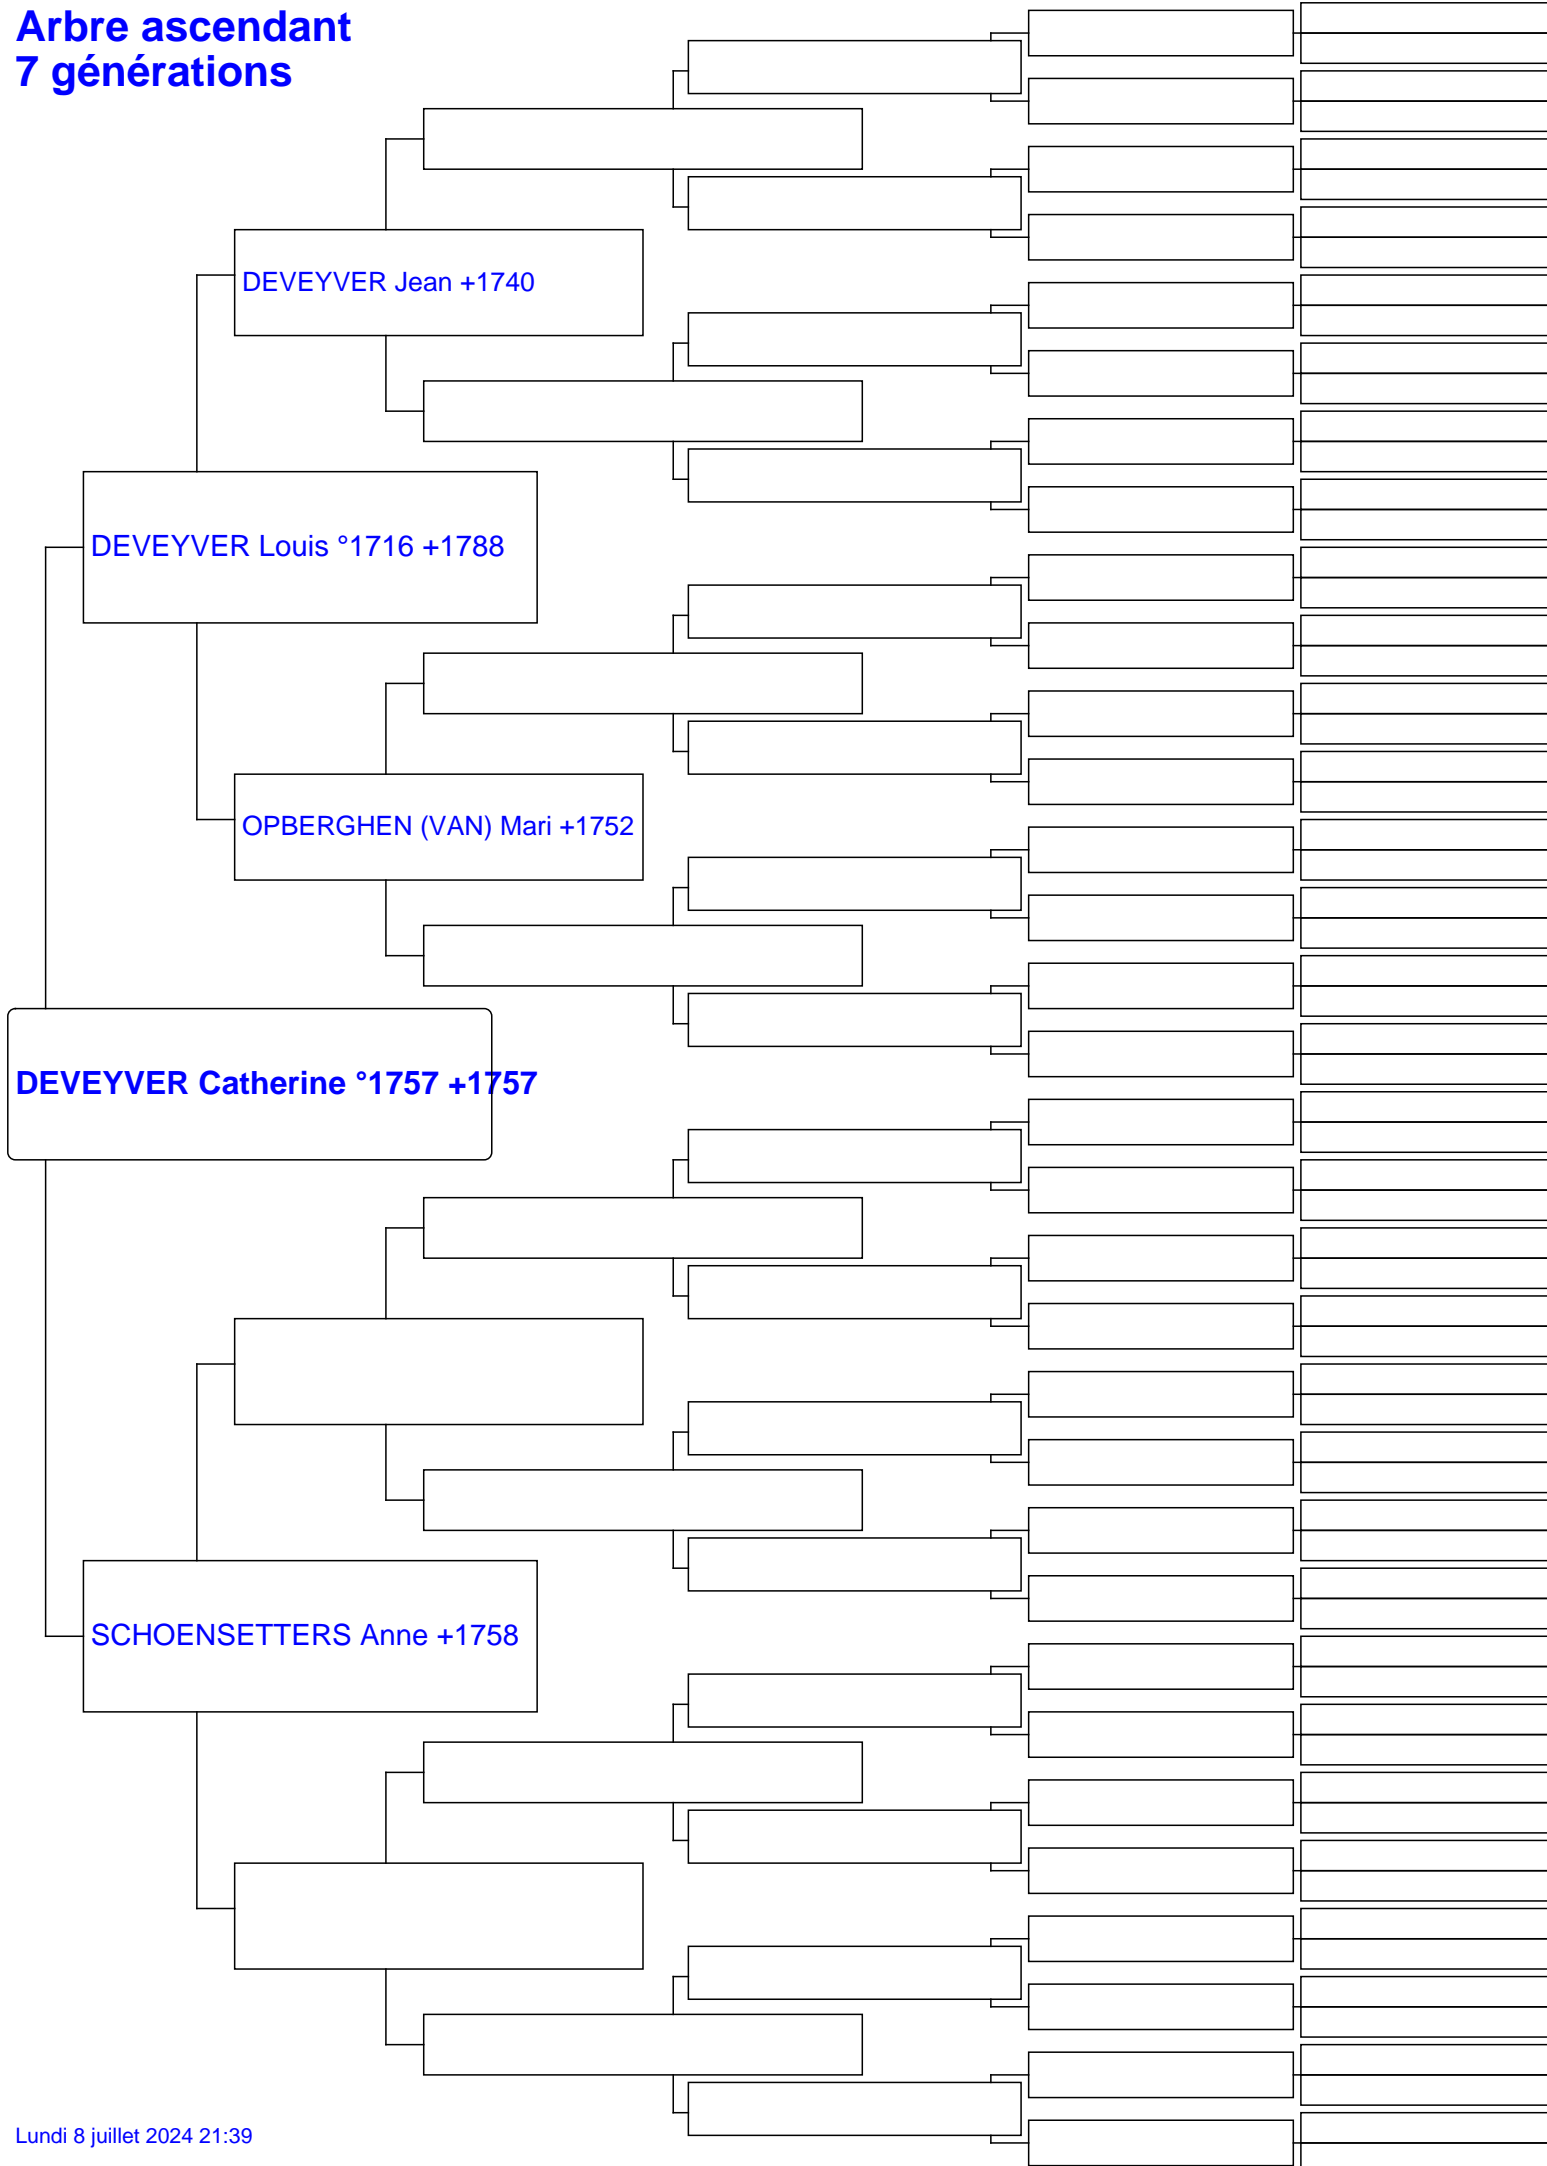 Arbre ascendant
7 générations
DEVEYVER Jean +1740
DEVEYVER Louis °1716 +1788
OPBERGHEN (VAN) Mari +1752
DEVEYVER Catherine °1757 +1757
SCHOENSETTERS Anne +1758
Lundi 8 juillet 2024 21:39